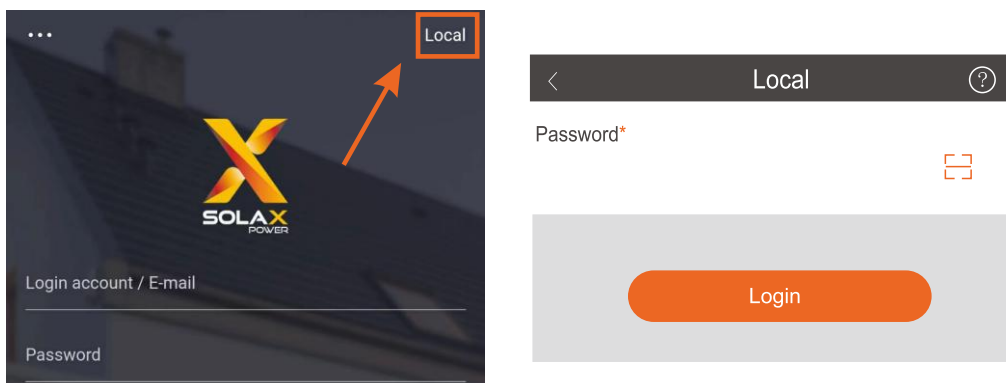 Local
SOLAX
POWER
Login account / E-mail
Password
Local
Password*
Login